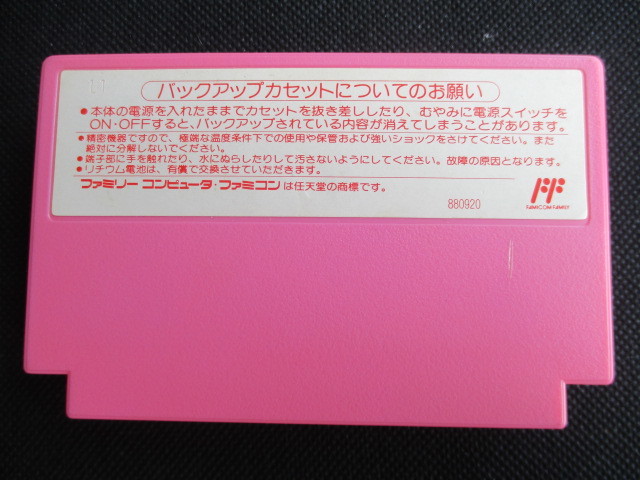 11
バックアップカセットについてのお願い
●本体の電源を入れたままでカセットを抜き差ししたり、むやみに電源スイッチを
ON・OFFすると、バックアップされている内容が消えてしまうことがあります。
●精密機器ですので、極端な温度条件下での使用や保管および強いショックをさけてください。また
絶対に分解しないでください。
●端子部に手を触れたり、水にぬらしたりして汚さないようにしてください。故障の原因となります。
●リチウム電池は、有償で交換させていただきます。
ファミリー コンピュータ・ファミコンは任天堂の商標です。
FAMICOM FAMILY
880920